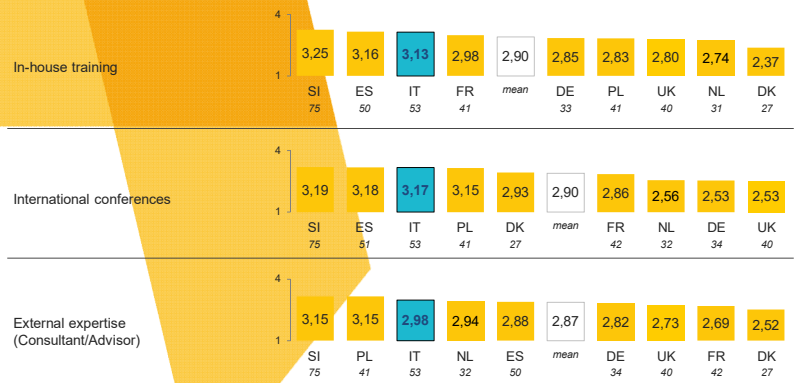 4
3,25 3,16 3,13 2,98 2,90 2,85 2,83 2,80 2,74 2,37
In-house training
1
SI ES IT FR mean DE PL UK NL DK
75 50 53 41 33 41 40 31 27
4
3,19 3,18 3,17 3,15 2,93 2,90 2,86 2,56 2,53 2,53
International conferences
1
SI ES IT PL DK mean FR NL DE UK
75 51 53 41 27 42 32 34 40
4
3,15 3,15 2,98 2,94 2,88 2,87 2,82 2,73 2,69 2,52
External expertise
(Consultant/Advisor)
1
SI PL IT NL ES mean DE UK FR DK
75 41 53 32 50 34 40 42 27